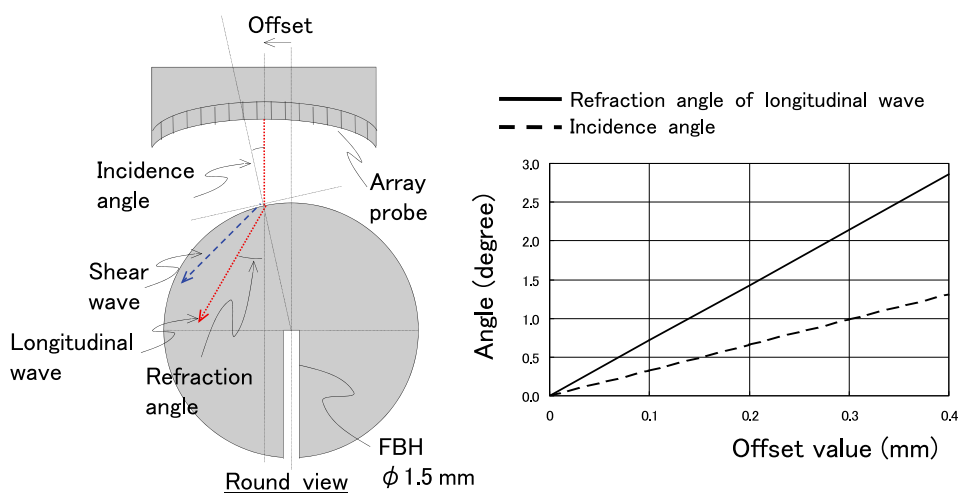 Offset
Incidence
angle
Array
probe
Shear
wave
Longitudinal
wave
Refraction
angle
FBH
φ 1.5 mm
Round view
Refraction angle of longitudinal wave
Incidence angle
Angle (degree)
3.0
2.5
2.0
1.5
1.0
0.5
0.0
0
0.1
0.2
0.3
0.4
Offset value (mm)